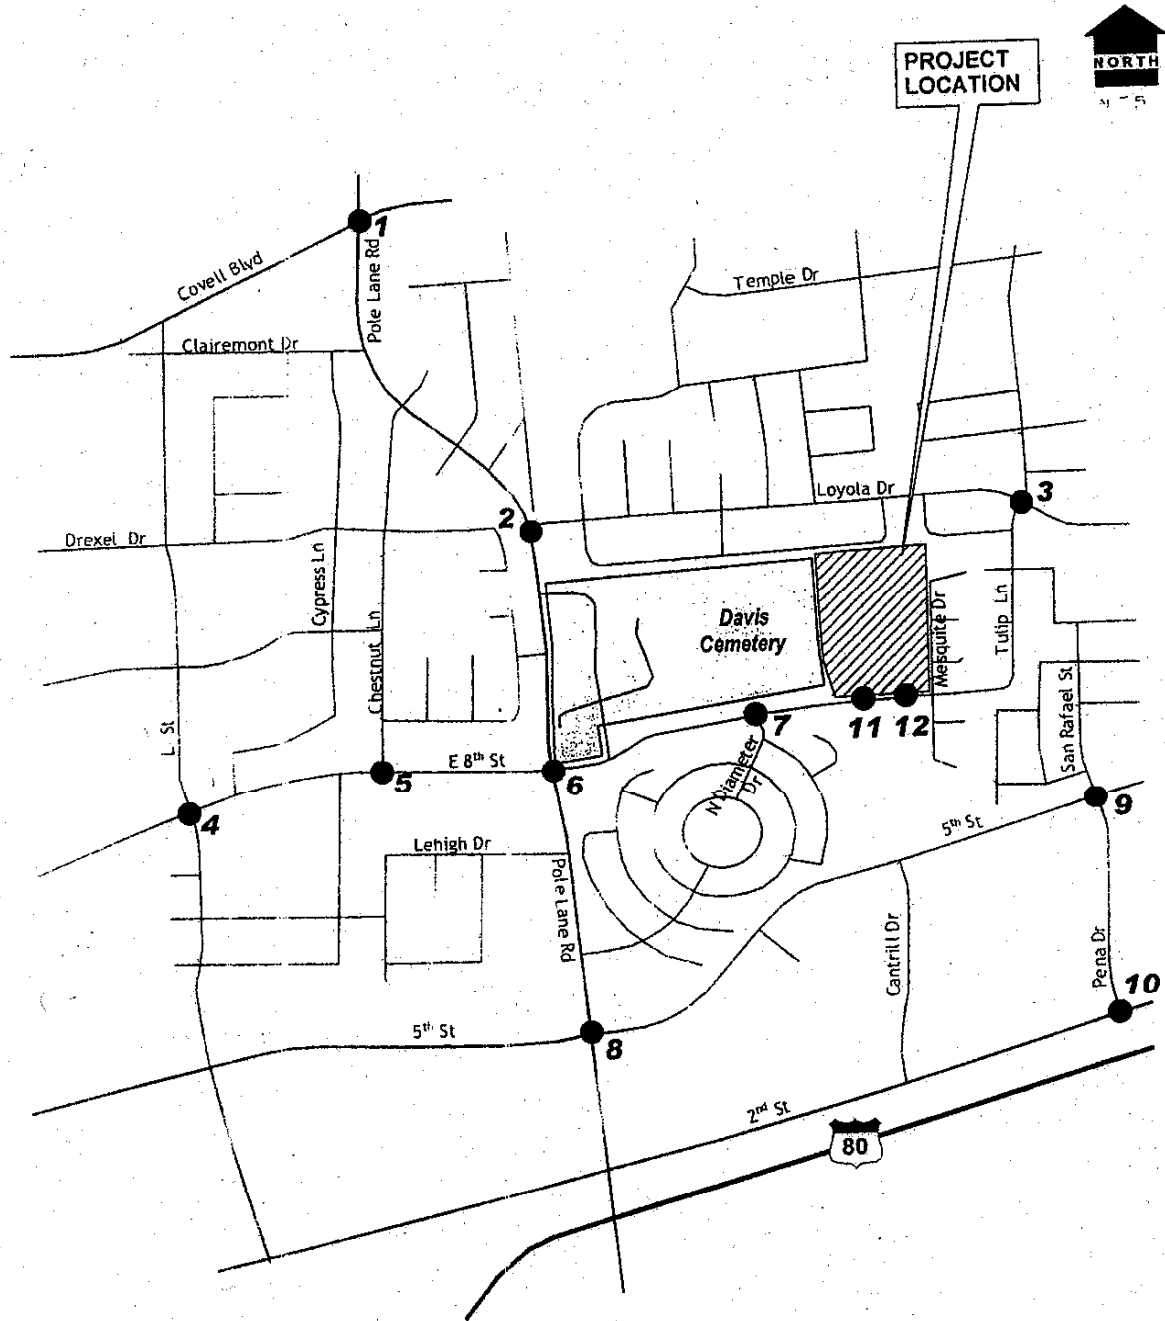 PROJECT
LOCATION
NORTH
1
Covell Blvd
Pole Lane Rd
Temple Dr
Clairemont Dr
Loyola Dr
3
2
Drexel Dr
Cypress Ln
Chestnut Ln
Davis
Cemetery
Mesquite Dr
Tulip Ln
San Rafael St
L St
E 8th St
5
6
7
11
12
N Diameter
Dr
4
9
5th St
Lehigh Dr
Pole Lane Rd
Cantrill Dr
Pena Dr
10
5th St
8
2nd St
80